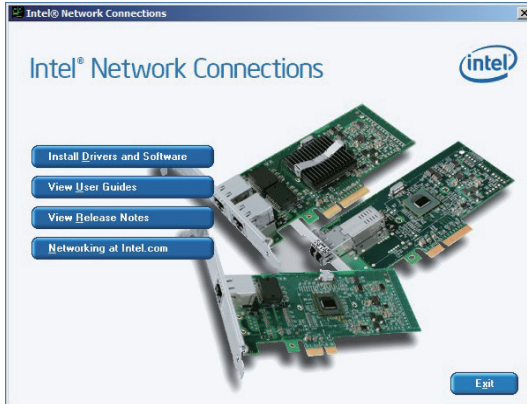 Intel® Network Connections
Intel® Network Connections
intel
Install Drivers and Software
View User Guides
View Release Notes
Networking at Intel.com
Exit